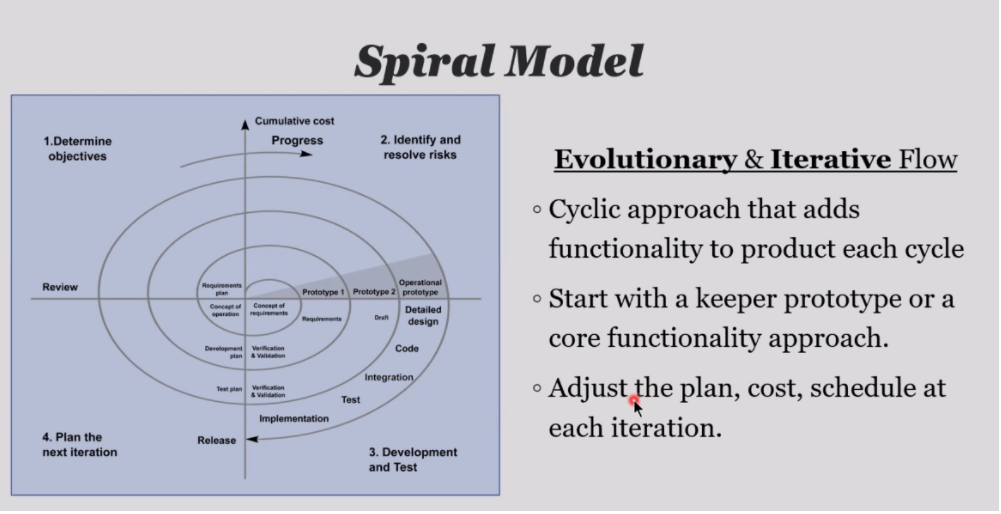 Spiral Model
Cumulative cost
Progress
1.Determine
objectives
2. Identify and
resolve risks
Review
Requirements
plan
Prototype 1
Prototype 2
Operational
prototype
Concept of
operation
Concept of
requirements
Requirements
Draft
Detailed
design
Development
plan
Verification
& Validation
Code
Integration
Test plan
Verification
& Validation
Test
Implementation
Release
4. Plan the
next iteration
3. Development
and Test
Evolutionary & Iterative Flow
◦ Cyclic approach that adds
functionality to product each cycle
◦ Start with a keeper prototype or a
core functionality approach.
◦ Adjust the plan, cost, schedule at
each iteration.